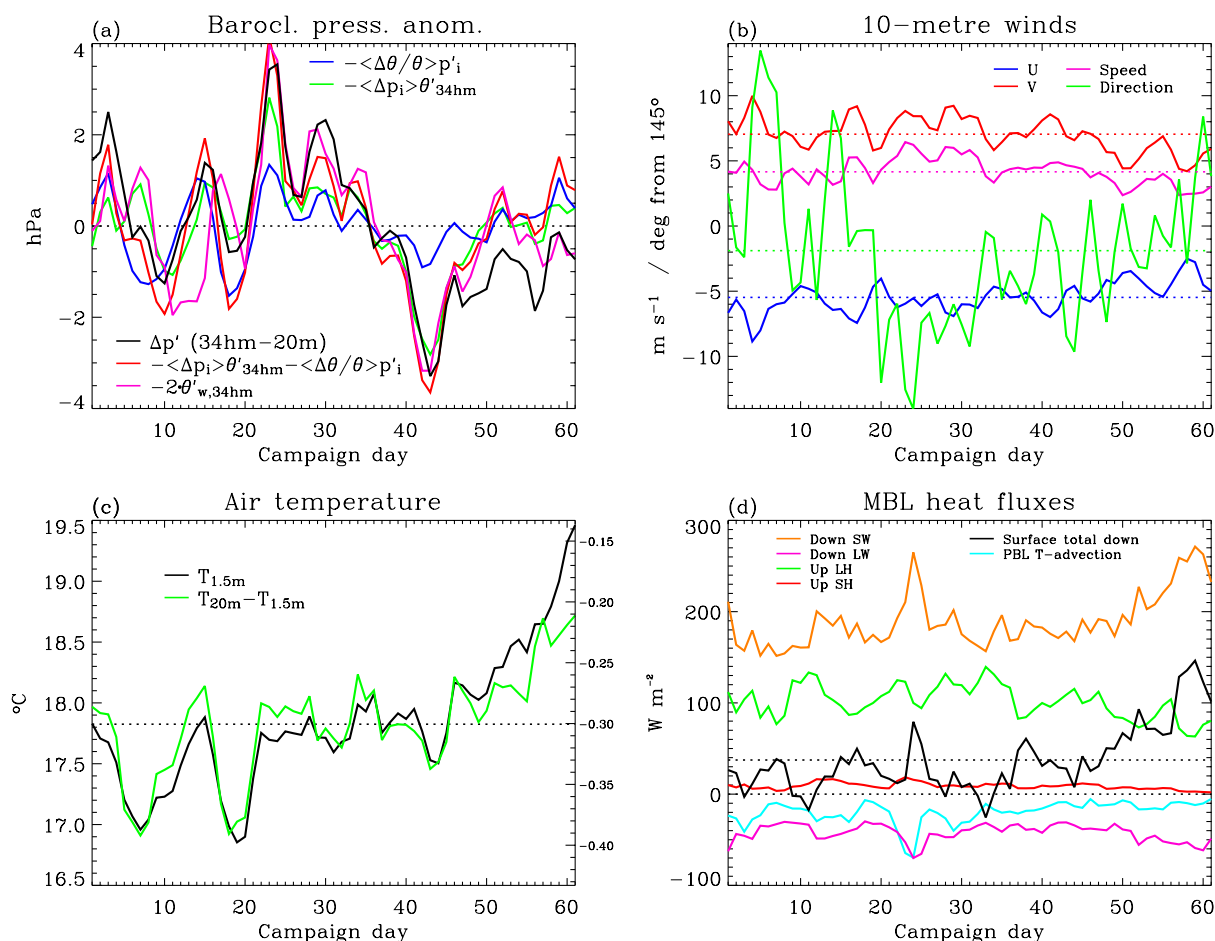 (a)
Barocl. press. anom.
4
2
0
−2
−4
hPa
−<Δθ/θ>p'i
−<Δpi>θ'34hm
Δp' (34hm−20m)
−<Δpi>θ'34hm−<Δθ/θ>p'i
−2•θ'w,34hm
10 20 30 40 50 60
Campaign day
(b)
10−metre winds
10
5
0
−5
−10
m s⁻¹ / deg from 145°
U
V
Speed
Direction
10 20 30 40 50 60
Campaign day
(c)
Air temperature
19.5
19.0
18.5
18.0
17.5
17.0
16.5
°C
T1.5m
T20m−T1.5m
−0.15
−0.20
−0.25
−0.30
−0.35
−0.40
10 20 30 40 50 60
Campaign day
(d)
MBL heat fluxes
300
200
100
0
−100
W m⁻²
Down SW
Down LW
Up LH
Up SH
Surface total down
PBL T−advection
10 20 30 40 50 60
Campaign day